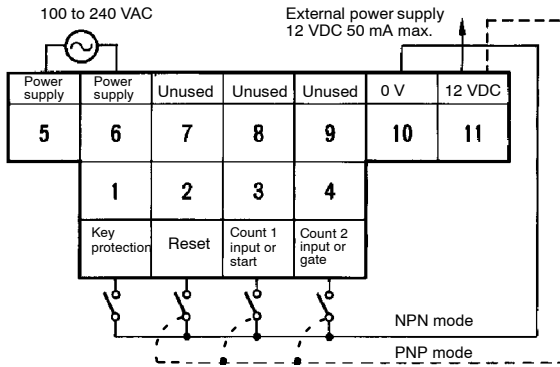 100 to 240 VAC
External power supply
12 VDC 50 mA max.
Power supply
Power supply
Unused
Unused
Unused
0 V
12 VDC
5
6
7
8
9
10
11
1
2
3
4
Key protection
Reset
Count 1 input or start
Count 2 input or gate
NPN mode
PNP mode